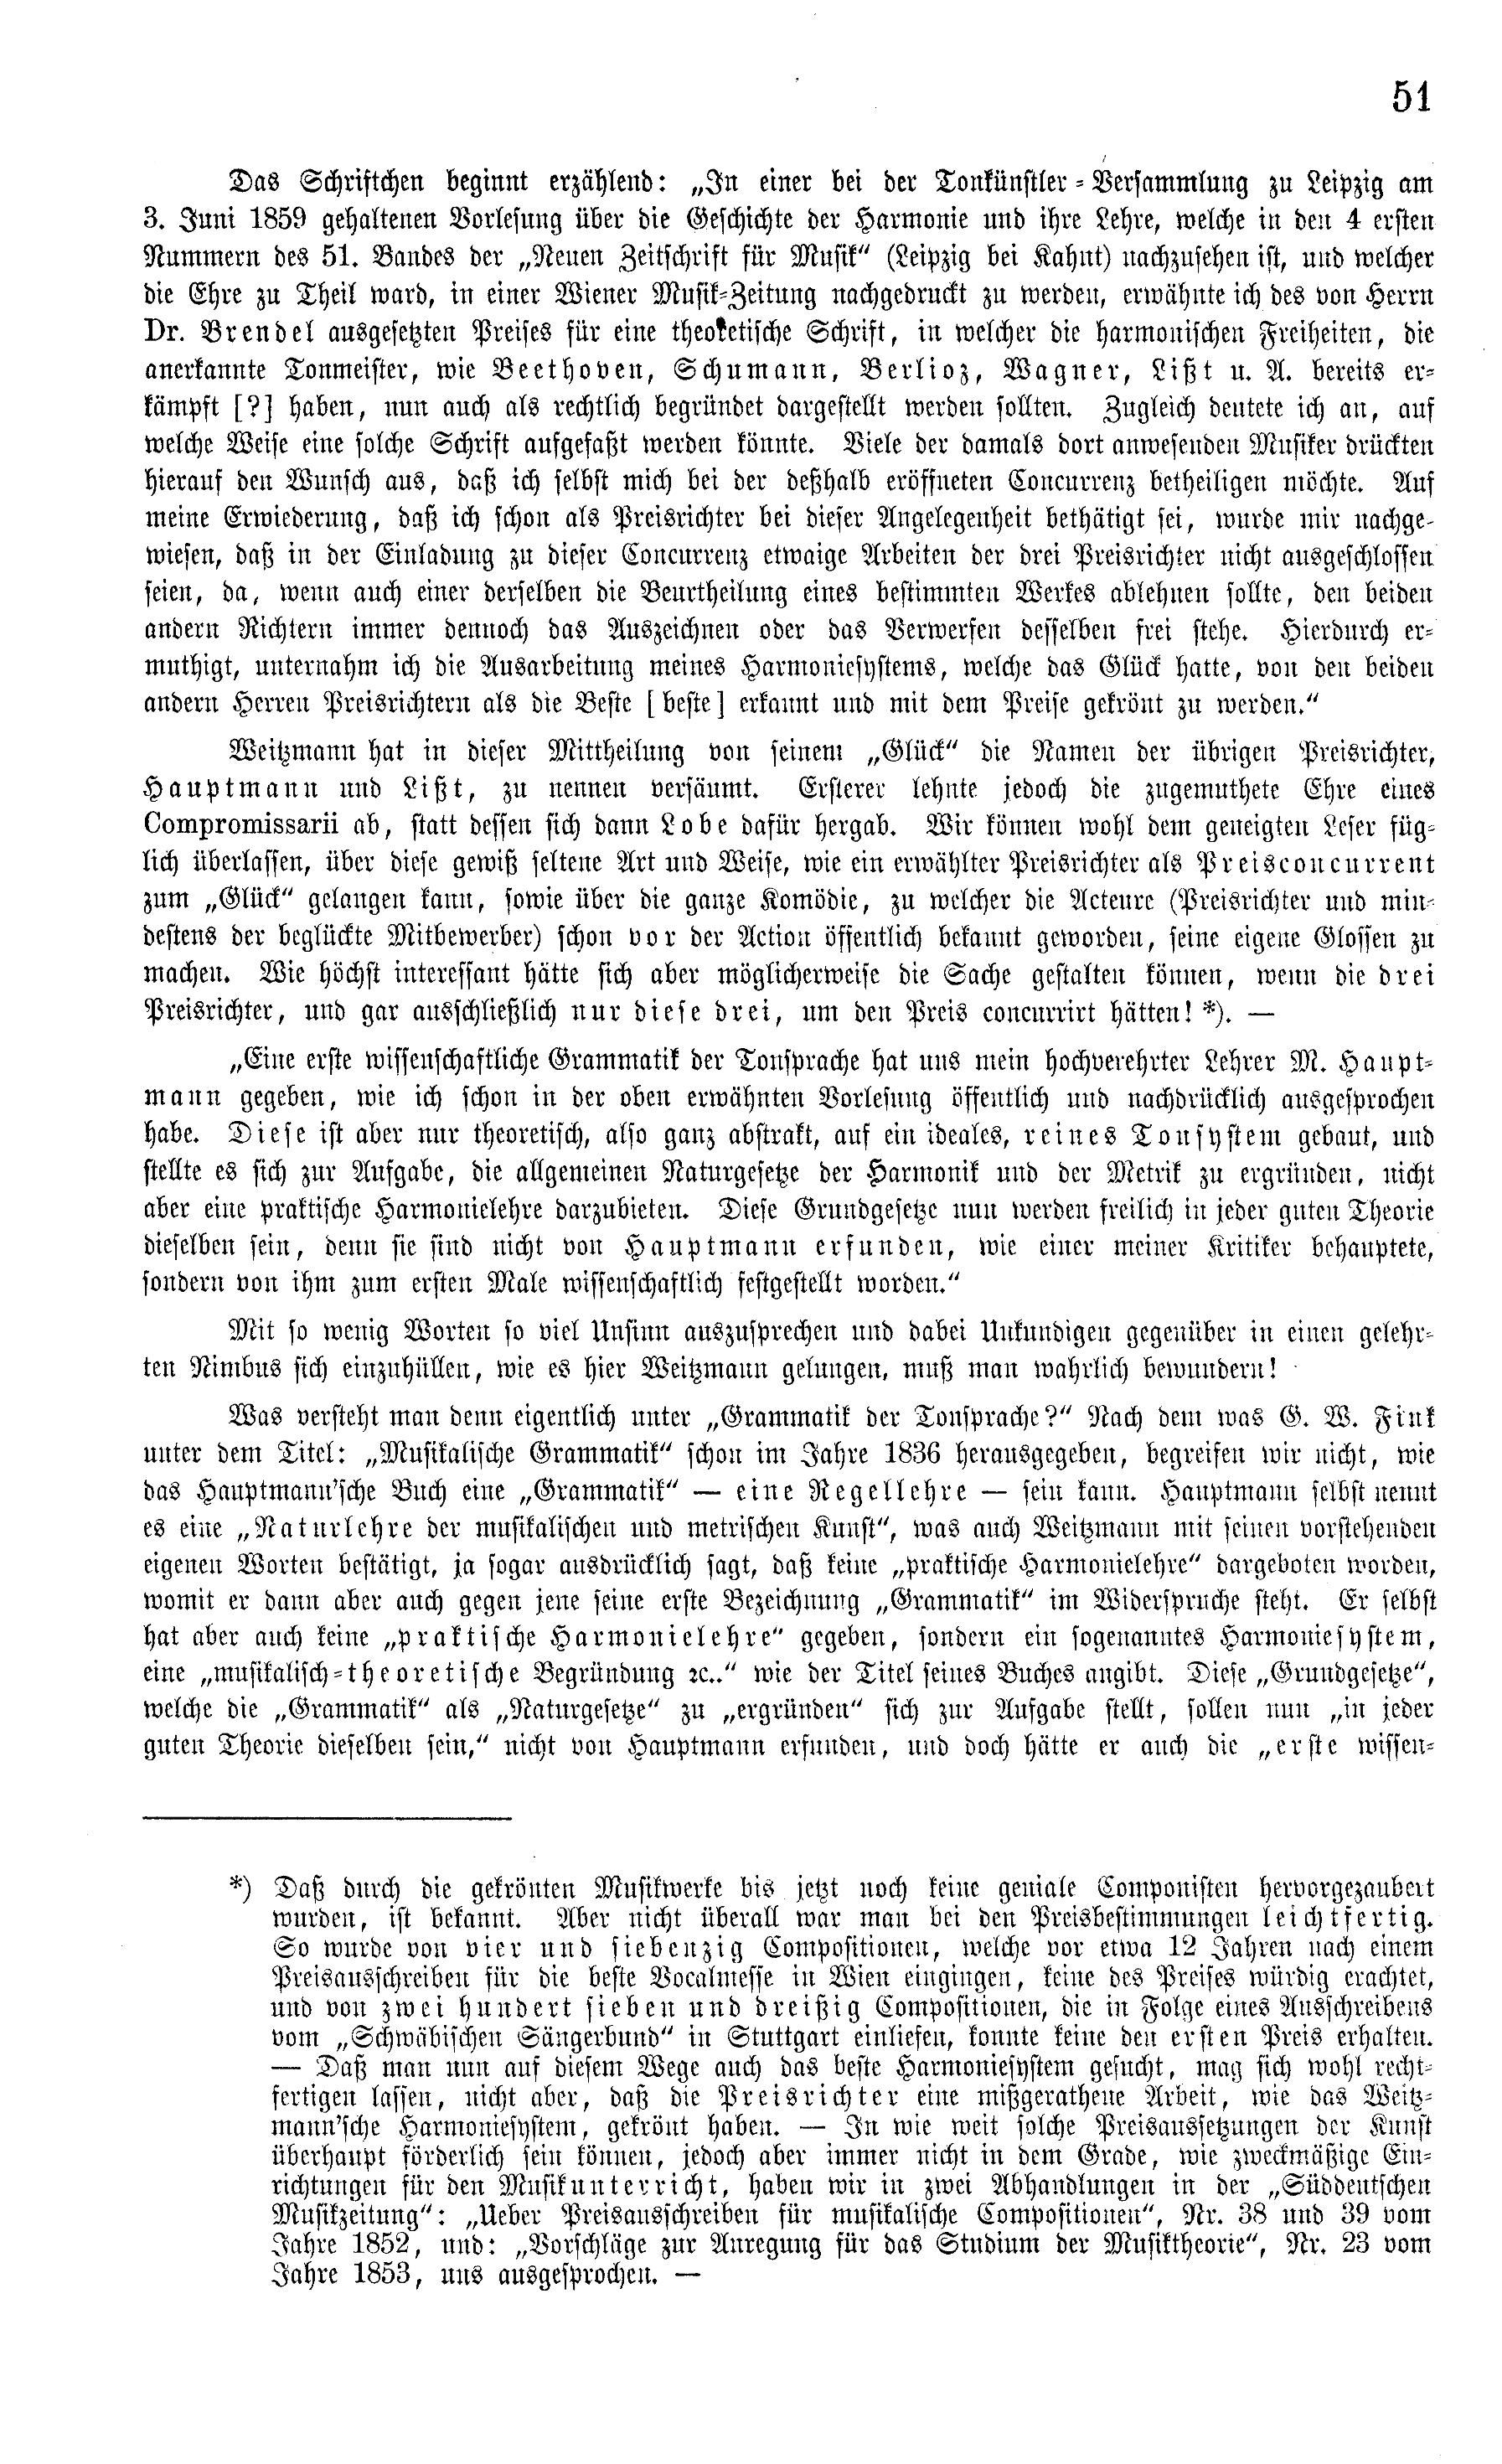 51
Das Schriftchen beginnt erzählend: „In einer bei der Tonkünstler-Versammlung zu Leipzig am
3. Juni 1859 gehaltenen Vorlesung über die Geschichte der Harmonie und ihre Lehre, welche in den 4 ersten
Nummern des 51. Bandes der „Neuen Zeitschrift für Musik“ (Leipzig bei Kahnt) nachzusehen ist, und welcher
die Ehre zu Theil ward, in einer Wiener Musik-Zeitung nachgedruckt zu werden, erwähnte ich des von Herrn
Dr. Brendel ausgesetzten Preises für eine theoretische Schrift, in welcher die harmonischen Freiheiten, die
anerkannte Tonmeister, wie Beethoven, Schumann, Berlioz, Wagner, Lißt u. A. bereits er-
kämpft [?] haben, nun auch als rechtlich begründet dargestellt werden sollten. Zugleich deutete ich an, auf
welche Weise eine solche Schrift aufgefaßt werden könnte. Viele der damals dort anwesenden Musiker drückten
hierauf den Wunsch aus, daß ich selbst mich bei der deßhalb eröffneten Concurrenz betheiligen möchte. Auf
meine Erwiederung, daß ich schon als Preisrichter bei dieser Angelegenheit bethätigt sei, wurde mir nachge-
wiesen, daß in der Einladung zu dieser Concurrenz etwaige Arbeiten der drei Preisrichter nicht ausgeschlossen
seien, da, wenn auch einer derselben die Beurtheilung eines bestimmten Werkes ablehnen sollte, den beiden
andern Richtern immer dennoch das Auszeichnen oder das Verwerfen desselben frei stehe. Hierdurch er-
muthigt, unternahm ich die Ausarbeitung meines Harmoniesystems, welche das Glück hatte, von den beiden
andern Herren Preisrichtern als die Beste [beste] erkannt und mit dem Preise gekrönt zu werden.“
Weitzmann hat in dieser Mittheilung von seinem „Glück“ die Namen der übrigen Preisrichter,
Hauptmann und Lißt, zu nennen versäumt. Ersterer lehnte jedoch die zugemuthete Ehre eines
Compromissarii ab, statt dessen sich dann Lobe dafür hergab. Wir können wohl dem geneigten Leser füg-
lich überlassen, über diese gewiß seltene Art und Weise, wie ein erwählter Preisrichter als Preisconcurrent
zum „Glück“ gelangen kann, sowie über die ganze Komödie, zu welcher die Acteure (Preisrichter und min-
destens der beglückte Mitbewerber) schon vor der Action öffentlich bekannt geworden, seine eigene Glossen zu
machen. Wie höchst interessant hätte sich aber möglicherweise die Sache gestalten können, wenn die drei
Preisrichter, und gar ausschließlich nur diese drei, um den Preis concurrirt hätten! *). —
„Eine erste wissenschaftliche Grammatik der Tonsprache hat uns mein hochverehrter Lehrer M. Haupt-
mann gegeben, wie ich schon in der oben erwähnten Vorlesung öffentlich und nachdrücklich ausgesprochen
habe. Diese ist aber nur theoretisch, also ganz abstrakt, auf ein ideales, reines Tonsystem gebaut, und
stellte es sich zur Aufgabe, die allgemeinen Naturgesetze der Harmonik und der Metrik zu ergründen, nicht
aber eine praktische Harmonielehre darzubieten. Diese Grundgesetze nun werden freilich in jeder guten Theorie
dieselben sein, denn sie sind nicht von Hauptmann erfunden, wie einer meiner Kritiker behauptete,
sondern von ihm zum ersten Male wissenschaftlich festgestellt worden.“
Mit so wenig Worten so viel Unsinn auszusprechen und dabei Unkundigen gegenüber in einen gelehr-
ten Nimbus sich einzuhüllen, wie es hier Weitzmann gelungen, muß man wahrlich bewundern!
Was versteht man denn eigentlich unter „Grammatik der Tonsprache?“ Nach dem was G. W. Fink
unter dem Titel: „Musikalische Grammatik“ schon im Jahre 1836 herausgegeben, begreifen wir nicht, wie
das Hauptmann'sche Buch eine „Grammatik“ — eine Regellehre — sein kann. Hauptmann selbst nennt
es eine „Naturlehre der musikalischen und metrischen Kunst“, was auch Weitzmann mit seinen vorstehenden
eigenen Worten bestätigt, ja sogar ausdrücklich sagt, daß keine „praktische Harmonielehre“ dargeboten worden,
womit er dann aber auch gegen jene seine erste Bezeichnung „Grammatik“ im Widerspruche steht. Er selbst
hat aber auch keine „praktische Harmonielehre“ gegeben, sondern ein sogenanntes Harmoniesystem,
eine „musikalisch-theoretische Begründung ꝛc..“ wie der Titel seines Buches angibt. Diese „Grundgesetze“,
welche die „Grammatik“ als „Naturgesetze“ zu „ergründen“ sich zur Aufgabe stellt, sollen nun „in jeder
guten Theorie dieselben sein,“ nicht von Hauptmann erfunden, und doch hätte er auch die „erste wissen-
*) Daß durch die gekrönten Musikwerke bis jetzt noch keine geniale Componisten hervorgezaubert
wurden, ist bekannt. Aber nicht überall war man bei den Preisbestimmungen leichtfertig.
So wurde von vier und siebenzig Compositionen, welche vor etwa 12 Jahren nach einem
Preisausschreiben für die beste Vocalmesse in Wien eingingen, keine des Preises würdig erachtet,
und von zwei hundert sieben und dreißig Compositionen, die in Folge eines Ausschreibens
vom „Schwäbischen Sängerbund“ in Stuttgart einliefen, konnte keine den ersten Preis erhalten.
— Daß man nun auf diesem Wege auch das beste Harmoniesystem gesucht, mag sich wohl recht-
fertigen lassen, nicht aber, daß die Preisrichter eine mißgerathene Arbeit, wie das Weitz-
mann'sche Harmoniesystem, gekrönt haben. — In wie weit solche Preisaussetzungen der Kunst
überhaupt förderlich sein können, jedoch aber immer nicht in dem Grade, wie zweckmäßige Ein-
richtungen für den Musikunterricht, haben wir in zwei Abhandlungen in der „Süddeutschen
Musikzeitung“: „Ueber Preisausschreiben für musikalische Compositionen“, Nr. 38 und 39 vom
Jahre 1852, und: „Vorschläge zur Anregung für das Studium der Musiktheorie“, Nr. 23 vom
Jahre 1853, uns ausgesprochen. —